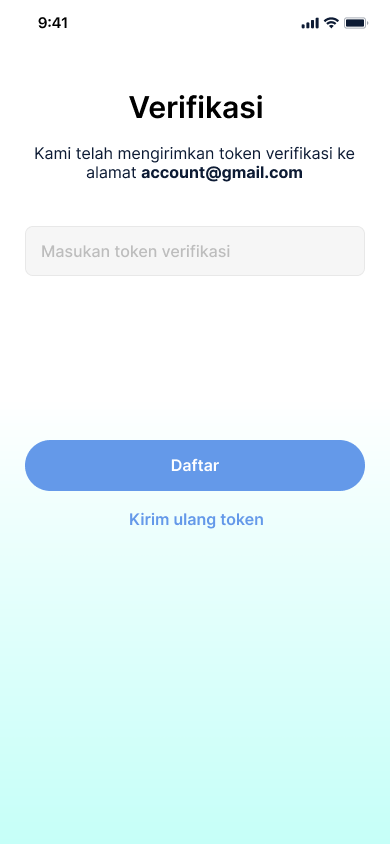 9:41
Verifikasi
Kami telah mengirimkan token verifikasi ke
alamat account@gmail.com
Masukan token verifikasi
Daftar
Kirim ulang token